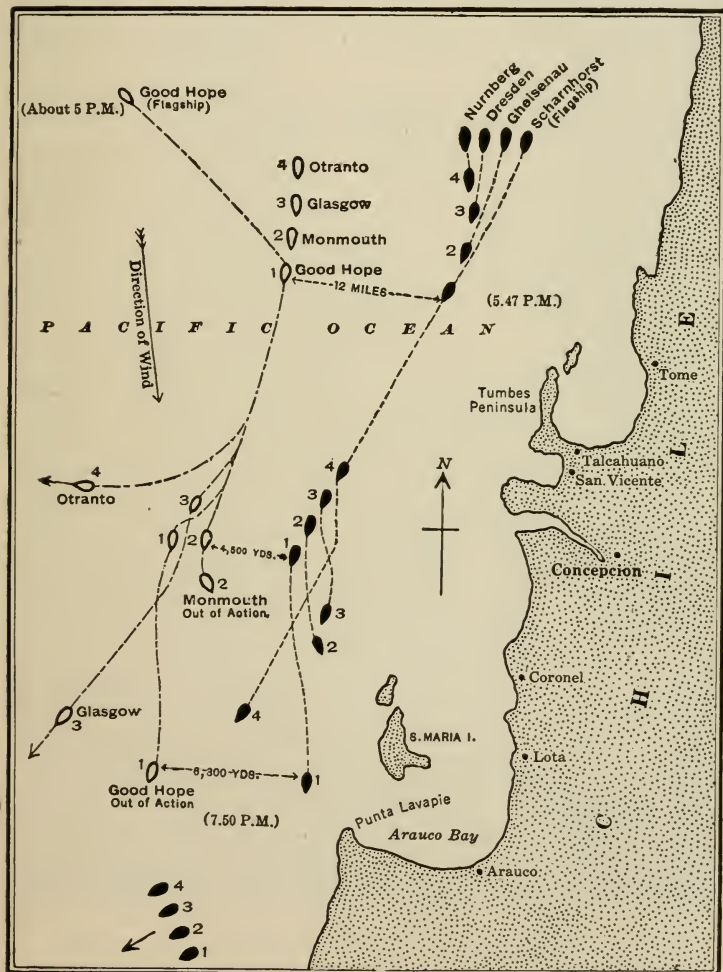 Good Hope
(Flagship)
(About 5 P.M.)
Nurnberg
Dresden
Gneisenau
Scharnhorst
(Flagship)
4 Otranto
3 Glasgow
2 Monmouth
1 Good Hope
4
3
2
12 MILES
(5.47 P.M.)
Direction of Wind
PACIFIC OCEAN
CHILE
Tome
Tumbes
Peninsula
Talcahuano
San Vicente
N
4
Otranto
3
1
2
4,500 YDS.
4
3
2
1
2
Monmouth
Out of Action.
Concepcion
3
2
Coronel
Glasgow
3
4
S. MARIA I.
Lota
1
6,300 YDS.
1
Good Hope
Out of Action
(7.50 P.M.)
Punta Lavapie
Arauco Bay
Arauco
4
3
2
1